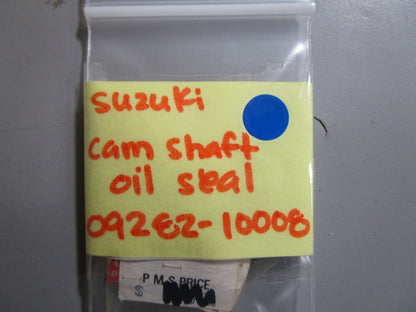 suzuki
cam shaft
oil seal
09282-10008
P M S PRICE
$